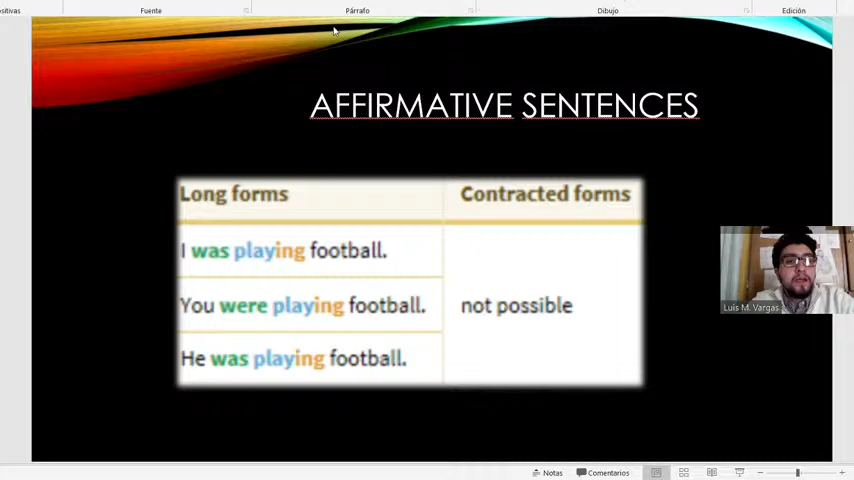 Fuente Párrafo Dibujo Edición
AFFIRMATIVE SENTENCES
Long forms Contracted forms
I was playing football.
You were playing football. not possible
He was playing football.
Luis M. Vargas
Notas Comentarios